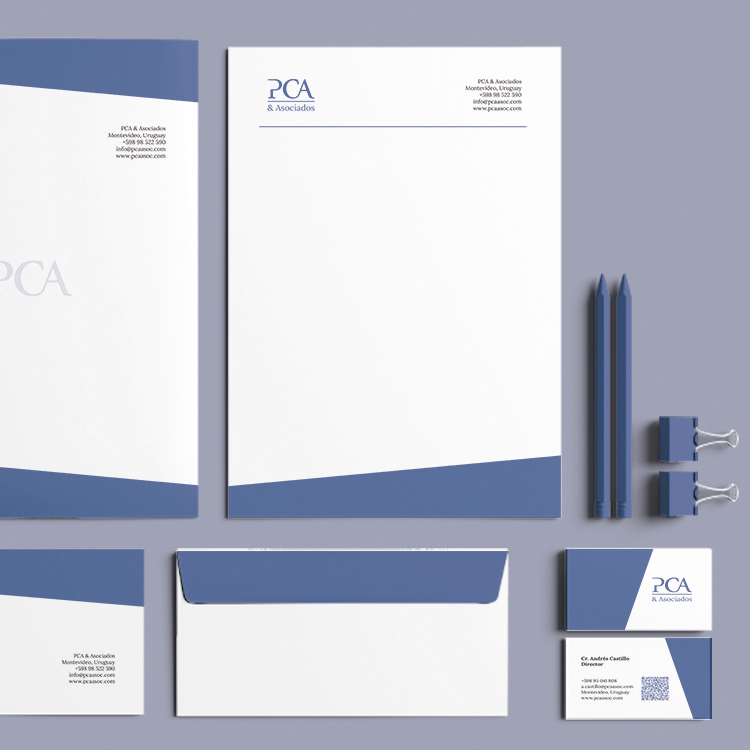 PCA & Asociados
Montevideo, Uruguay
+598 98 522 590
info@pcaasoc.com
www.pcaasoc.com
PCA
PCA
& Asociados
PCA & Asociados
Montevideo, Uruguay
+598 98 522 590
info@pcaasoc.com
www.pcaasoc.com
PCA & Asociados
Montevideo, Uruguay
+598 98 522 590
info@pcaasoc.com
www.pcaasoc.com
PCA
& Asociados
Cr. Andrés Castillo
Director
+598 95 041 808
a.castillo@pcaasoc.com
Montevideo, Uruguay
www.pcaasoc.com